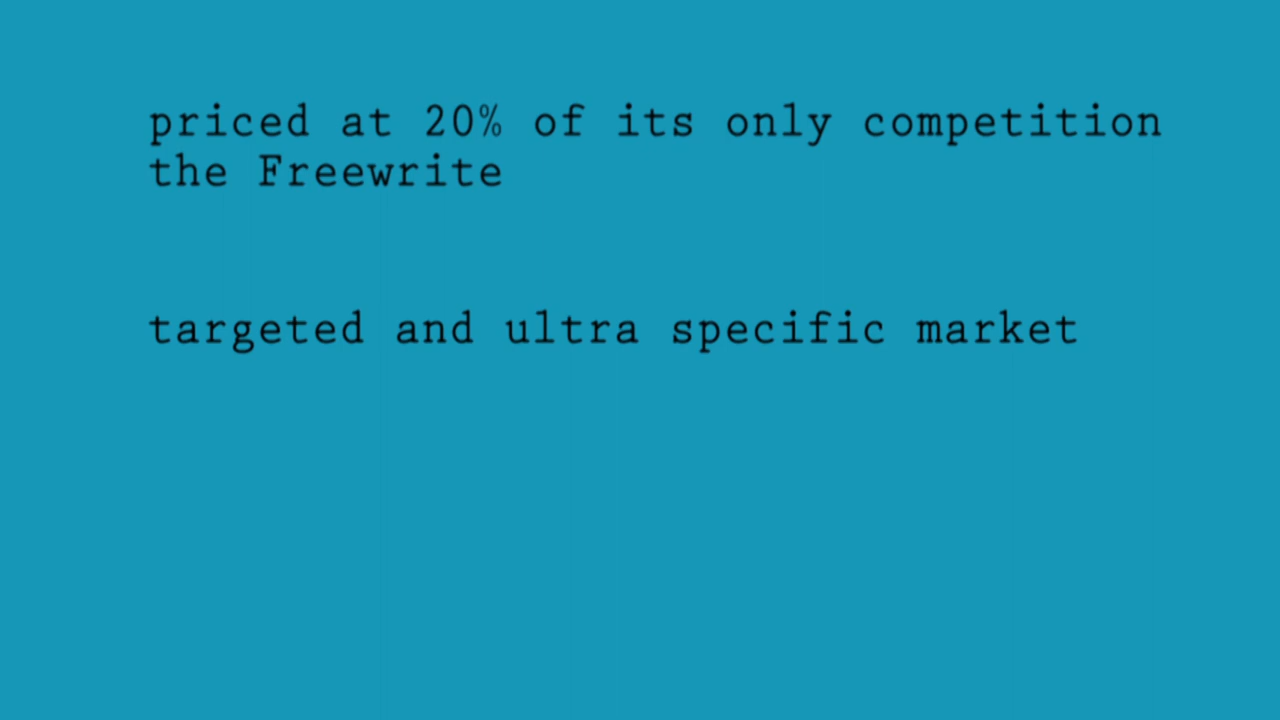 priced at 20% of its only competition
the Freewrite
targeted and ultra specific market